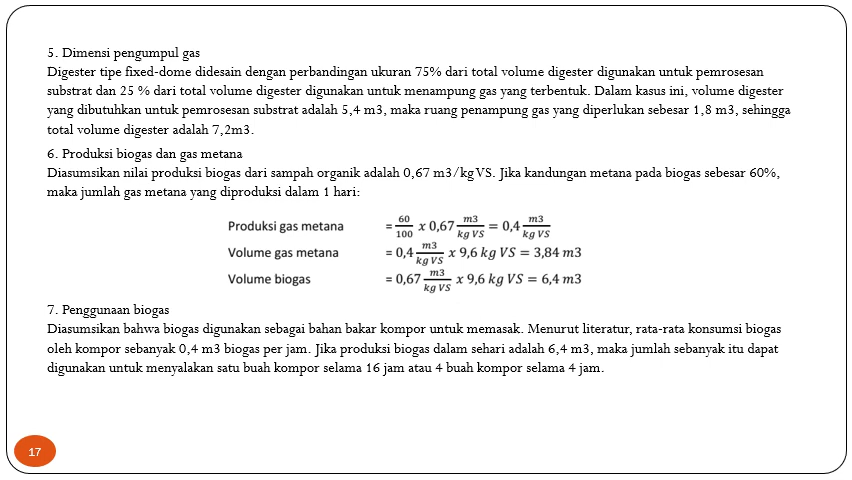 5. Dimensi pengumpul gas
Digester tipe fixed-dome didesain dengan perbandingan ukuran 75% dari total volume digester digunakan untuk pemrosesan
substrat dan 25 % dari total volume digester digunakan untuk menampung gas yang terbentuk. Dalam kasus ini, volume digester
yang dibutuhkan untuk pemrosesan substrat adalah 5,4 m3, maka ruang penampung gas yang diperlukan sebesar 1,8 m3, sehingga
total volume digester adalah 7,2m3.
6. Produksi biogas dan gas metana
Diasumsikan nilai produksi biogas dari sampah organik adalah 0,67 m3/kg VS. Jika kandungan metana pada biogas sebesar 60%,
maka jumlah gas metana yang diproduksi dalam 1 hari:
Produksi gas metana = 60/100 x 0,67 m3/kg VS = 0,4 m3/kg VS
Volume gas metana = 0,4 m3/kg VS x 9,6 kg VS = 3,84 m3
Volume biogas = 0,67 m3/kg VS x 9,6 kg VS = 6,4 m3
7. Penggunaan biogas
Diasumsikan bahwa biogas digunakan sebagai bahan bakar kompor untuk memasak. Menurut literatur, rata-rata konsumsi biogas
oleh kompor sebanyak 0,4 m3 biogas per jam. Jika produksi biogas dalam sehari adalah 6,4 m3, maka jumlah sebanyak itu dapat
digunakan untuk menyalakan satu buah kompor selama 16 jam atau 4 buah kompor selama 4 jam.
17